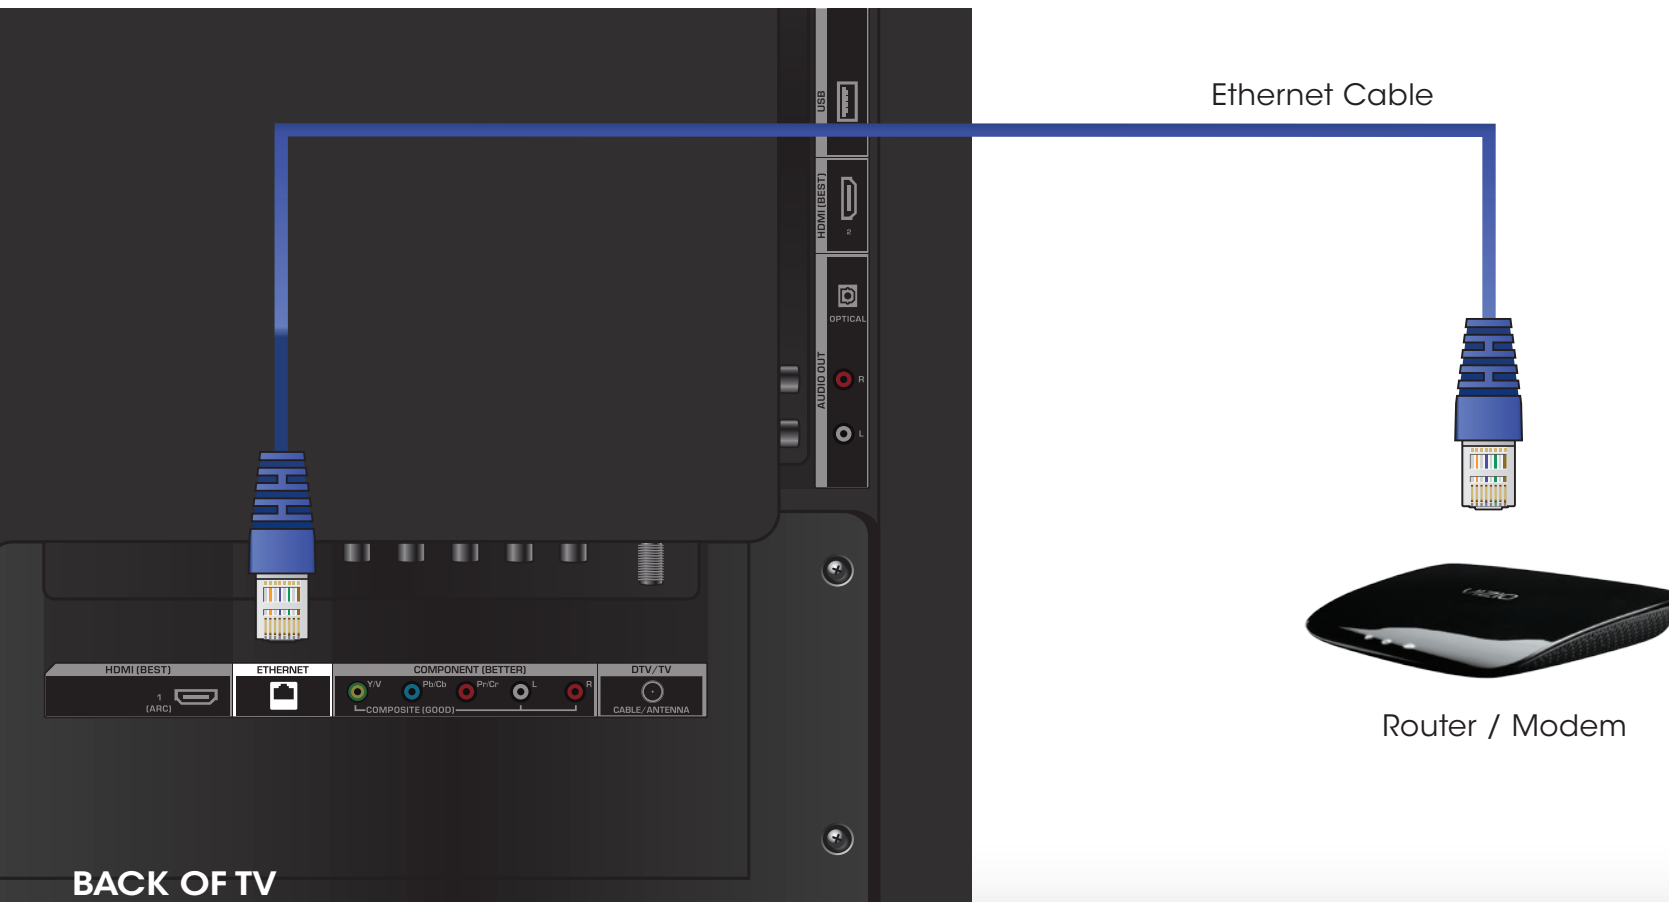 Ethernet Cable
USB
HDMI (BEST)
2
OPTICAL
AUDIO OUT
R
L
HDMI (BEST)
1
(ARC)
ETHERNET
COMPONENT (BETTER)
Y/V Pb/Cb Pr/Cr L R
COMPOSITE (GOOD)
DTV/TV
CABLE/ANTENNA
VIZIO
Router / Modem
BACK OF TV